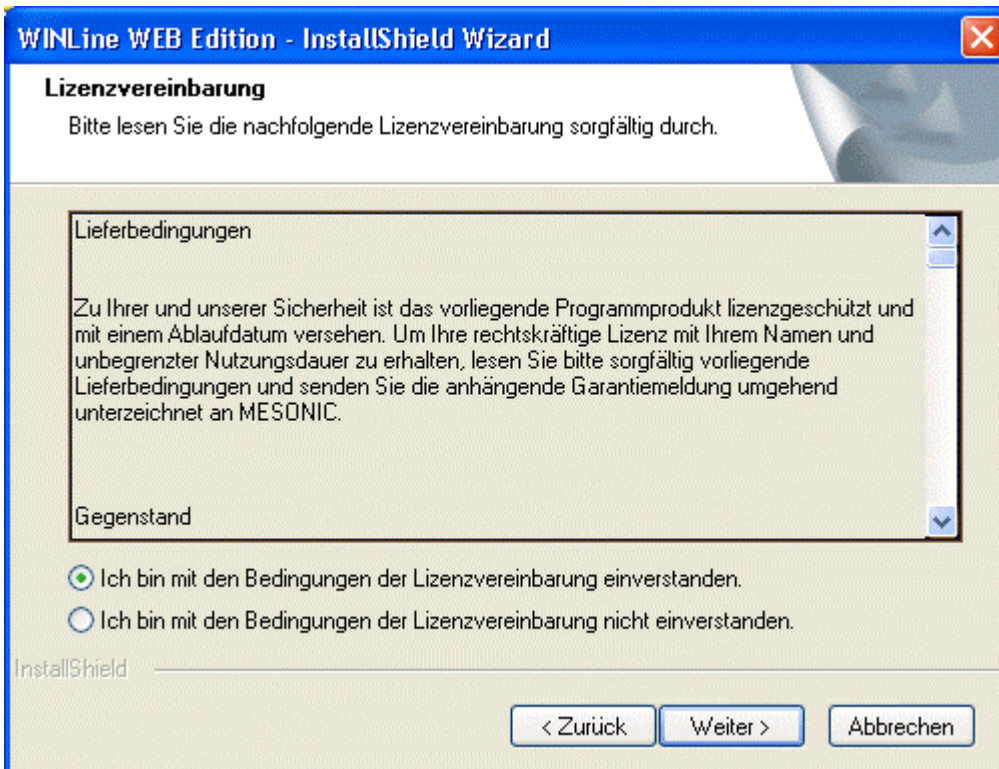 WINLine WEB Edition - InstallShield Wizard
Lizenzvereinbarung
Bitte lesen Sie die nachfolgende Lizenzvereinbarung sorgfältig durch.
Lieferbedingungen
Zu Ihrer und unserer Sicherheit ist das vorliegende Programmprodukt lizenzgeschützt und
mit einem Ablaufdatum versehen. Um Ihre rechtskräftige Lizenz mit Ihrem Namen und
unbegrenzter Nutzungsdauer zu erhalten, lesen Sie bitte sorgfältig vorliegende
Lieferbedingungen und senden Sie die anhängende Garantiemeldung umgehend
unterzeichnet an MESONIC.
Gegenstand
Ich bin mit den Bedingungen der Lizenzvereinbarung einverstanden.
Ich bin mit den Bedingungen der Lizenzvereinbarung nicht einverstanden.
InstallShield
< Zurück Weiter > Abbrechen